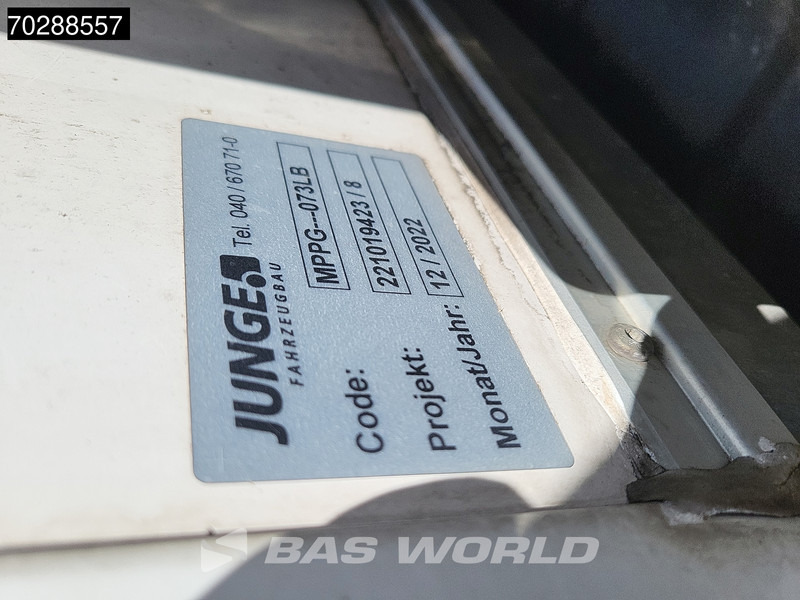 70288557
JUNGE
FAHRZEUGBAU
Tel. 040 / 670 71-0
Code: MPPG---073LB
Projekt: 221019423 / 8
Monat/Jahr: 12 / 2022
BAS WORLD